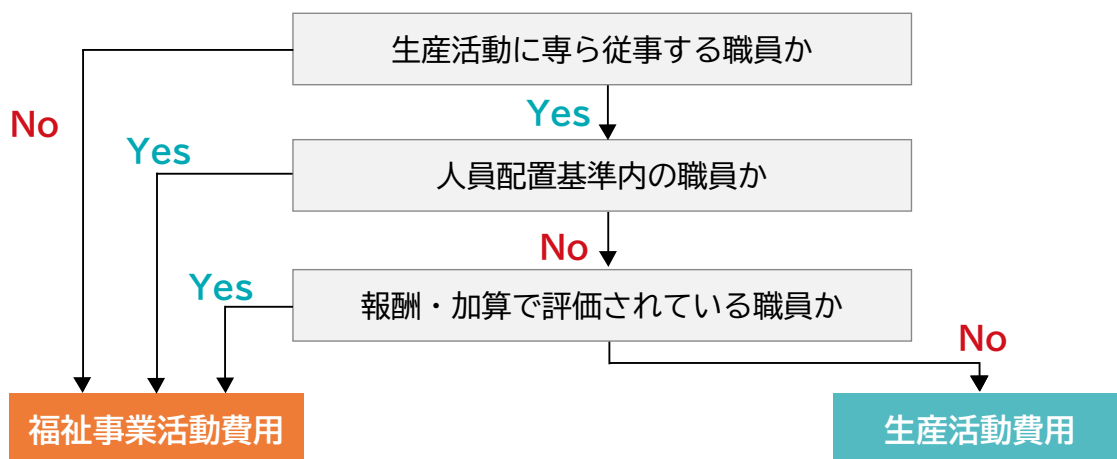 生産活動に専ら従事する職員か
No
Yes
Yes
人員配置基準内の職員か
No
Yes
報酬・加算で評価されている職員か
No
福祉事業活動費用
生産活動費用